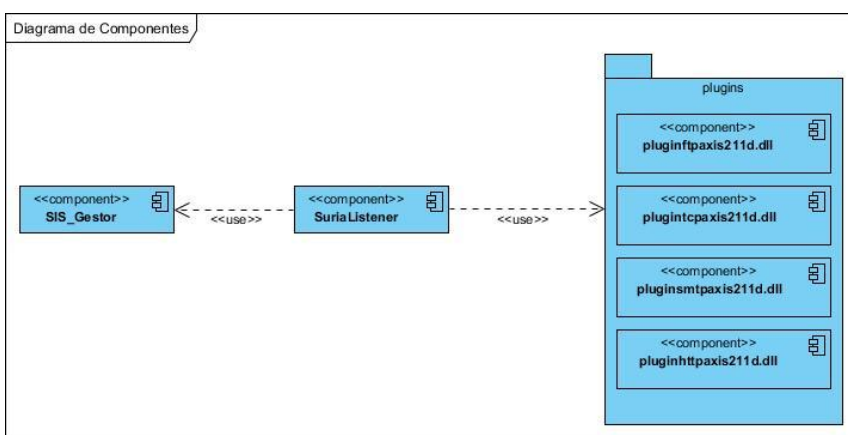 Diagrama de Componentes
plugins
<<component>>
pluginftpaxis211d.dll
<<component>>
SIS_Gestor
<<use>>
<<component>>
SuriaListener
<<use>>
<<component>>
plugintcpaxis211d.dll
<<component>>
pluginsmtpaxis211d.dll
<<component>>
pluginhttpaxis211d.dll